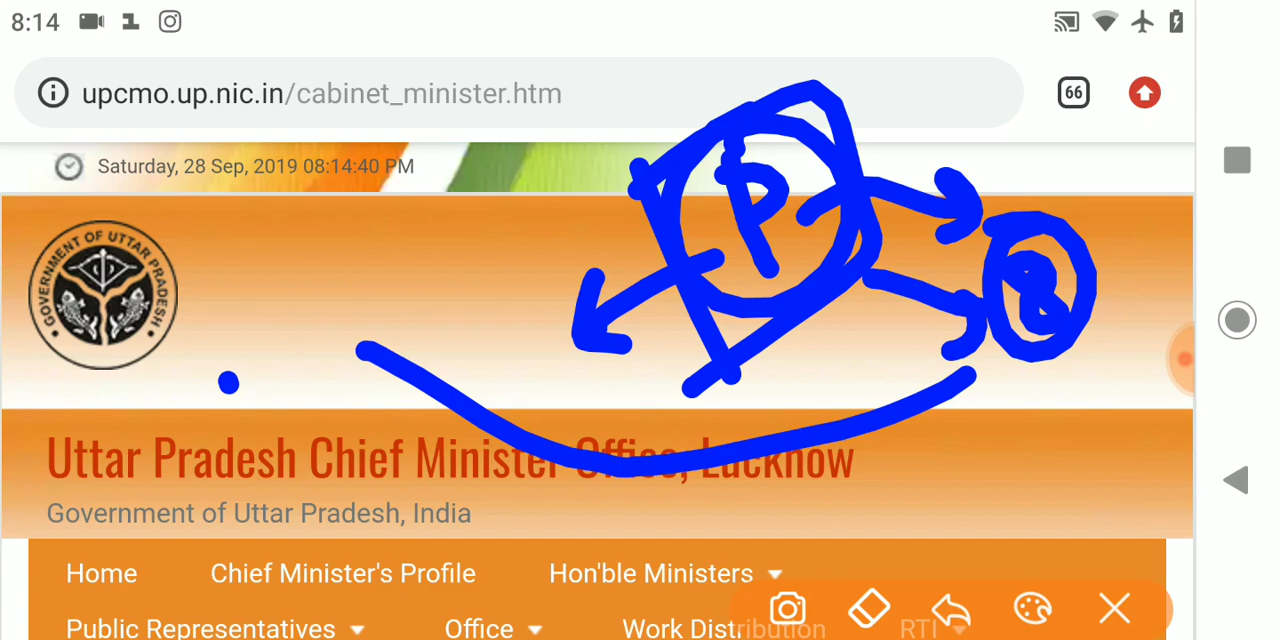 8:14
upcmo.up.nic.in/cabinet_minister.htm
66
Saturday, 28 Sep, 2019 08:14:40 PM
P
GOVERNMENT OF UTTAR PRADESH
Uttar Pradesh Chief Minister Office, Lucknow
Government of Uttar Pradesh, India
Home Chief Minister's Profile Hon'ble Ministers
Public Representatives Office Work Distribution RTI